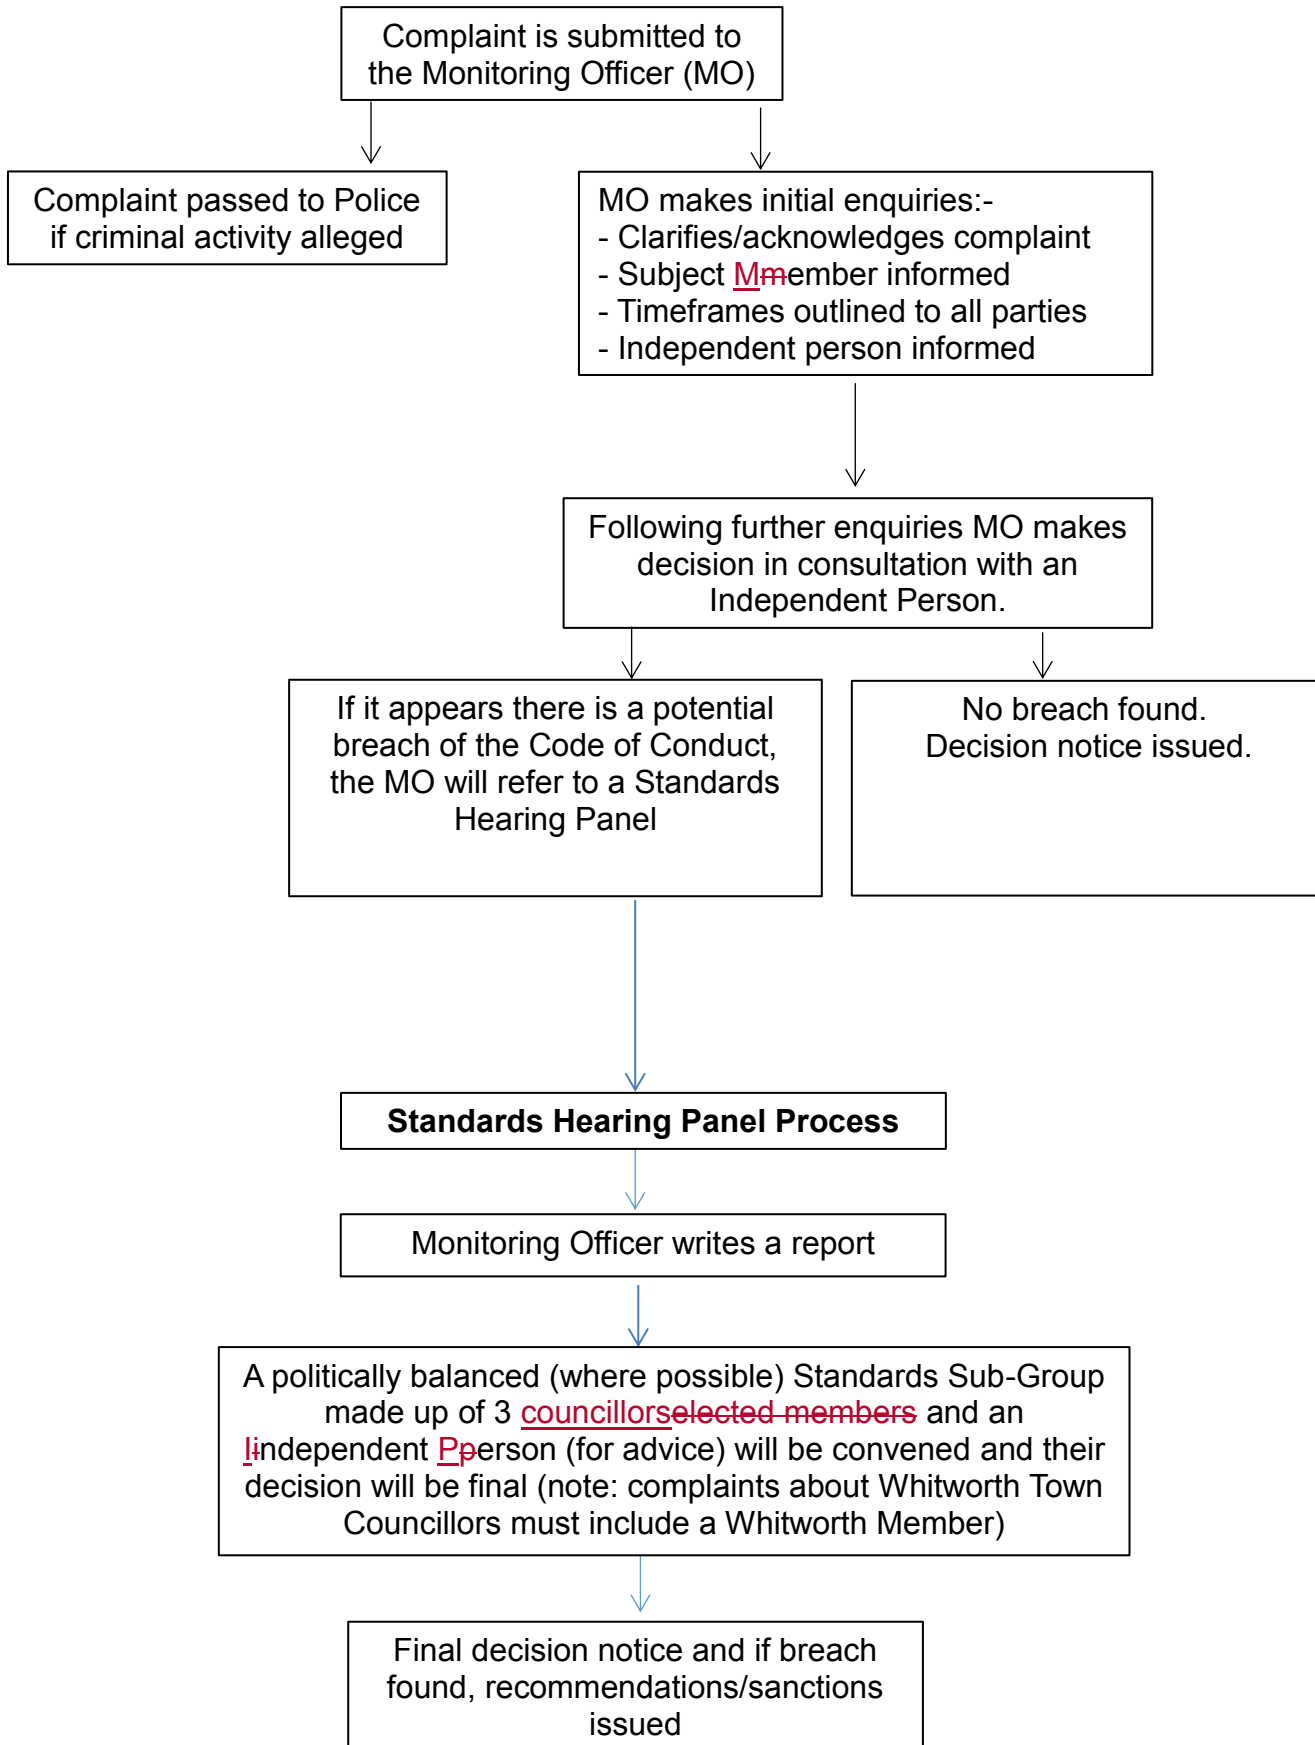 Complaint is submitted to
the Monitoring Officer (MO)
Complaint passed to Police
if criminal activity alleged
MO makes initial enquiries:-
- Clarifies/acknowledges complaint
- Subject Mmember informed
- Timeframes outlined to all parties
- Independent person informed
Following further enquiries MO makes
decision in consultation with an
Independent Person.
If it appears there is a potential
breach of the Code of Conduct,
the MO will refer to a Standards
Hearing Panel
No breach found.
Decision notice issued.
Standards Hearing Panel Process
Monitoring Officer writes a report
A politically balanced (where possible) Standards Sub-Group
made up of 3 councillorselected members and an
Iindependent Pperson (for advice) will be convened and their
decision will be final (note: complaints about Whitworth Town
Councillors must include a Whitworth Member)
Final decision notice and if breach
found, recommendations/sanctions
issued